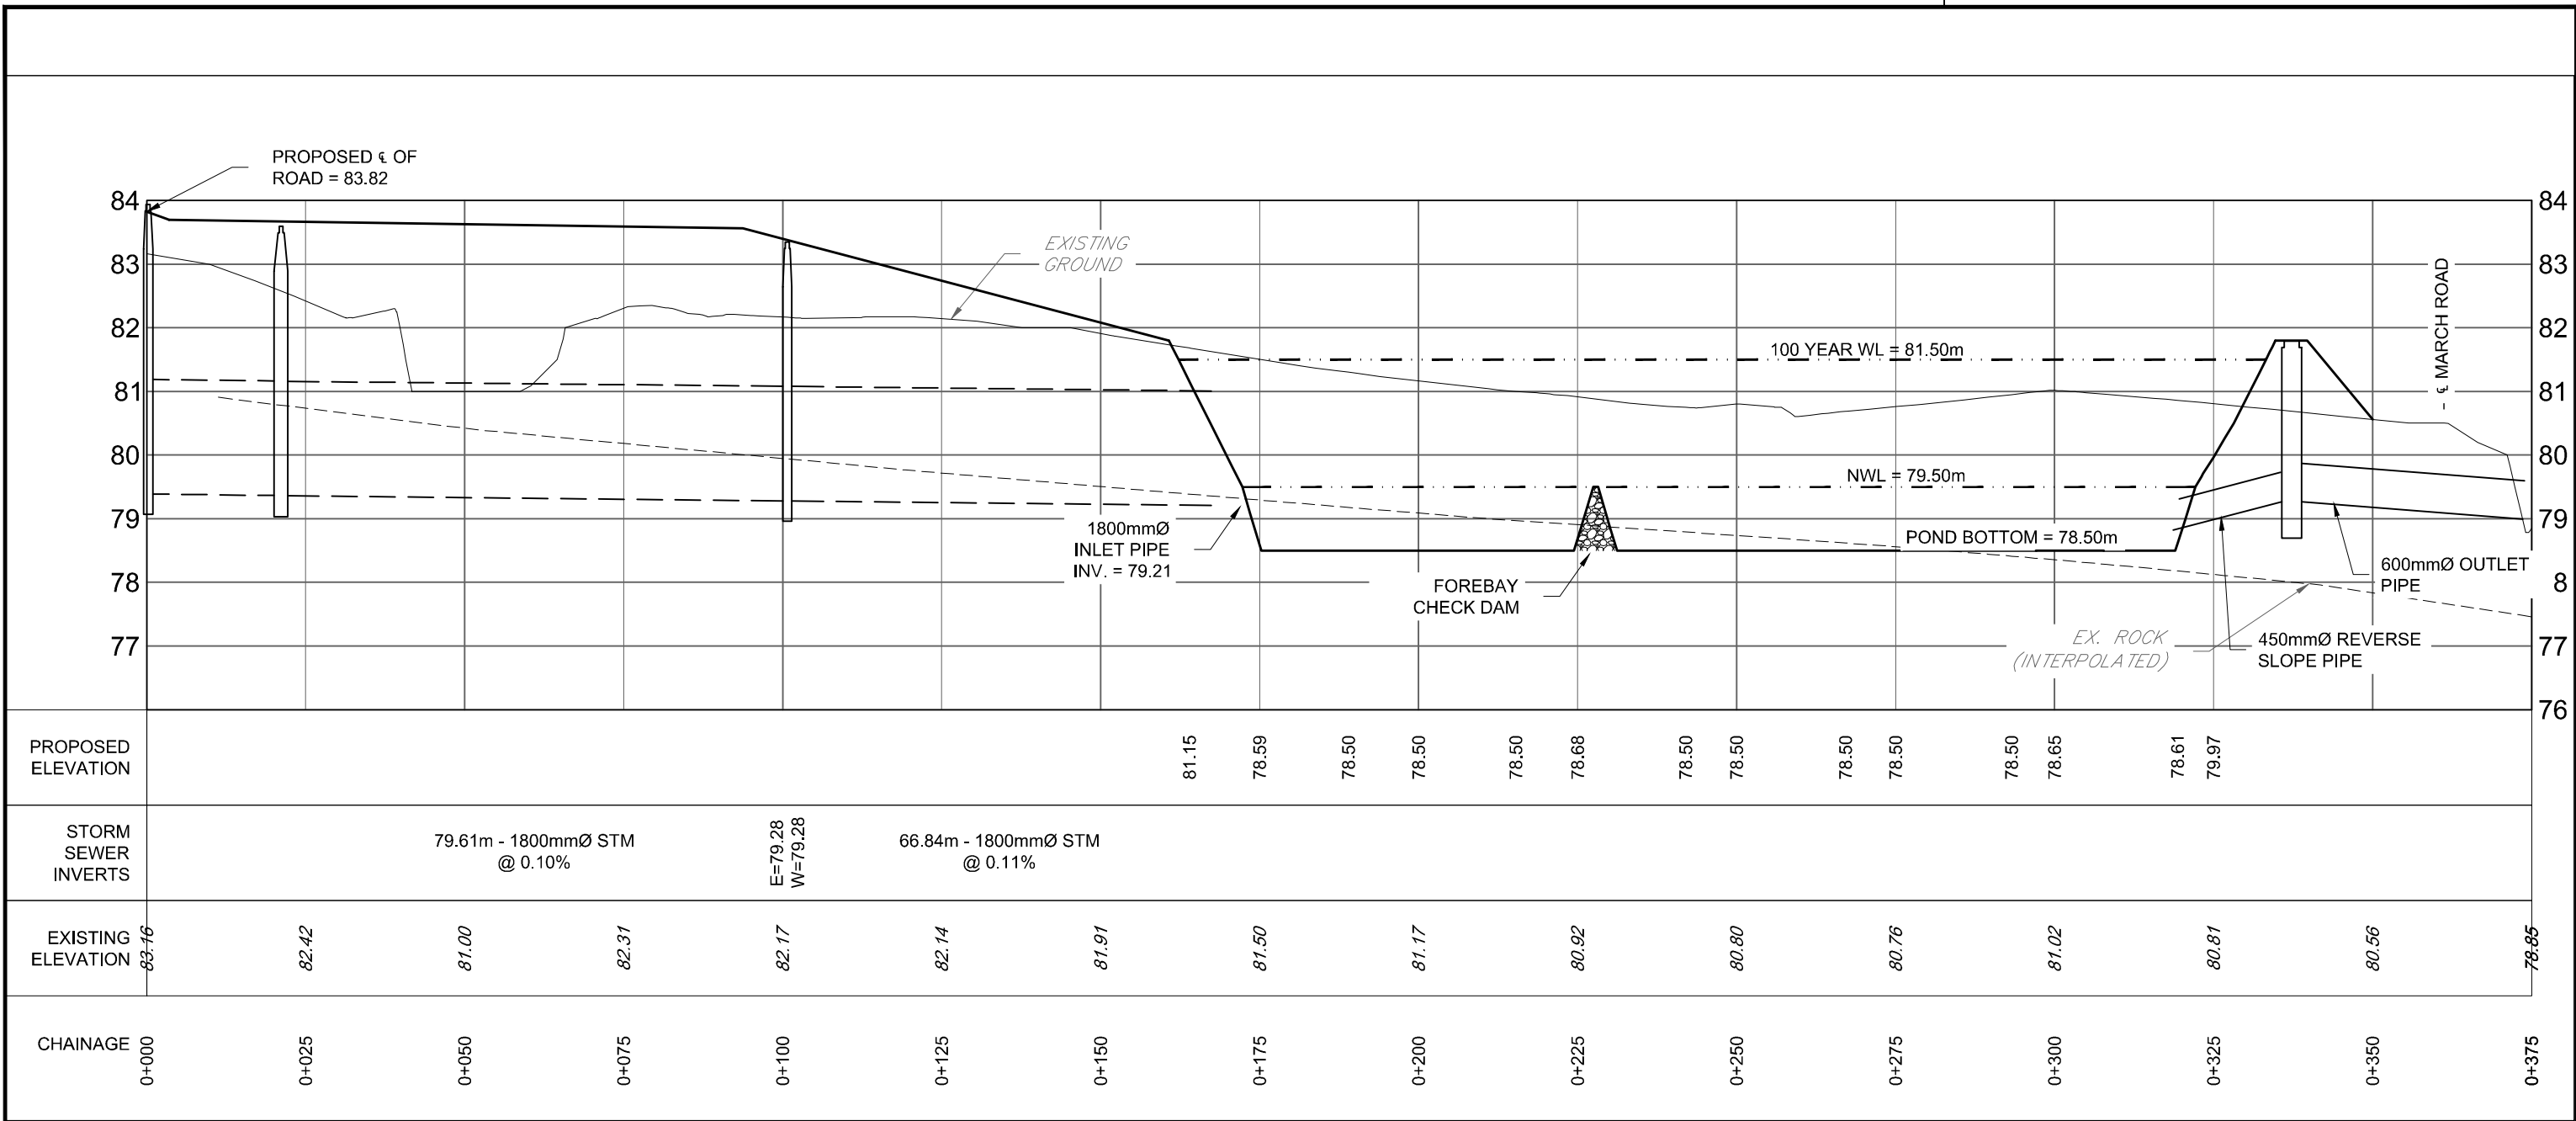 PROPOSED ℄ OF
ROAD = 83.82
84
83
82
81
80
79
78
77
84
83
82
81
80
79
8
77
76
EXISTING
GROUND
100 YEAR WL = 81.50m
℄ MARCH ROAD
NWL = 79.50m
1800mmØ
INLET PIPE
INV. = 79.21
POND BOTTOM = 78.50m
FOREBAY
CHECK DAM
600mmØ OUTLET
PIPE
EX. ROCK
(INTERPOLATED)
450mmØ REVERSE
SLOPE PIPE
PROPOSED
ELEVATION
81.15
78.59
78.50
78.50
78.50
78.68
78.50
78.50
78.50
78.50
78.50
78.65
78.61
79.97
STORM
SEWER
INVERTS
79.61m - 1800mmØ STM
@ 0.10%
E=79.28
W=79.28
66.84m - 1800mmØ STM
@ 0.11%
EXISTING
ELEVATION
83.16
82.42
81.00
82.31
82.17
82.14
81.91
81.50
81.17
80.92
80.80
80.76
81.02
80.81
80.56
78.85
CHAINAGE
0+000
0+025
0+050
0+075
0+100
0+125
0+150
0+175
0+200
0+225
0+250
0+275
0+300
0+325
0+350
0+375